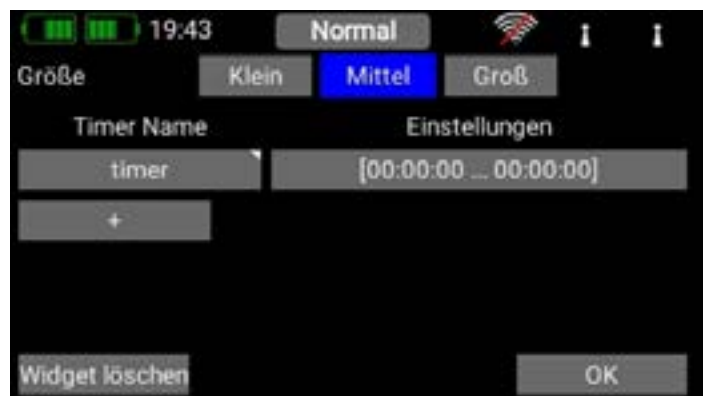 19:43 Normal
Größe Klein Mittel Groß
Timer Name Einstellungen
timer [00:00:00 ... 00:00:00]
+
Widget löschen OK